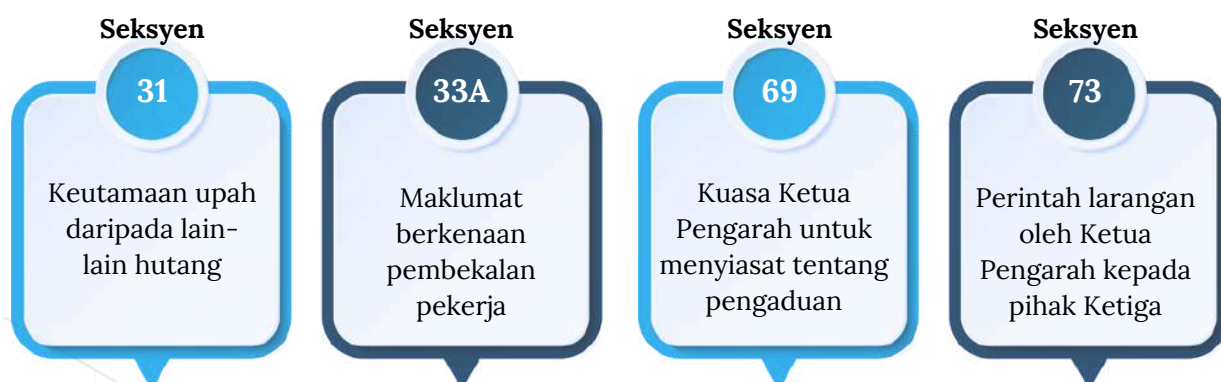 Seksyen
31
Keutamaan upah
daripada lain-
lain hutang
Seksyen
33A
Maklumat
berkenaan
pembekalan
pekerja
Seksyen
69
Kuasa Ketua
Pengarah untuk
menyiasat tentang
pengaduan
Seksyen
73
Perintah larangan
oleh Ketua
Pengarah kepada
pihak Ketiga